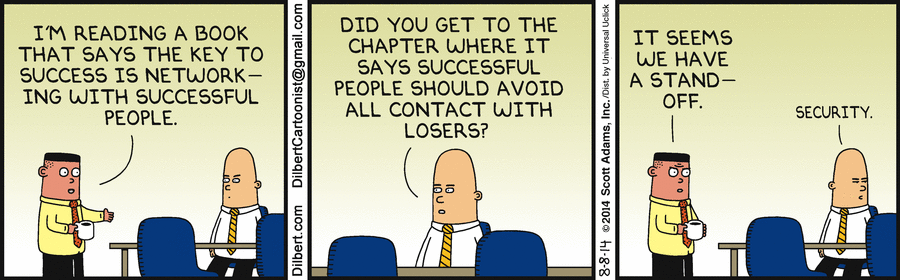 I'M READING A BOOK
THAT SAYS THE KEY TO
SUCCESS IS NETWORK-
ING WITH SUCCESSFUL
PEOPLE.
DilbertCartoonist@gmail.com
Dilbert.com
DID YOU GET TO THE
CHAPTER WHERE IT
SAYS SUCCESSFUL
PEOPLE SHOULD AVOID
ALL CONTACT WITH
LOSERS?
8-8-14 ©2014 Scott Adams, Inc./Dist. by Universal Uclick
IT SEEMS
WE HAVE
A STAND-
OFF.
SECURITY.